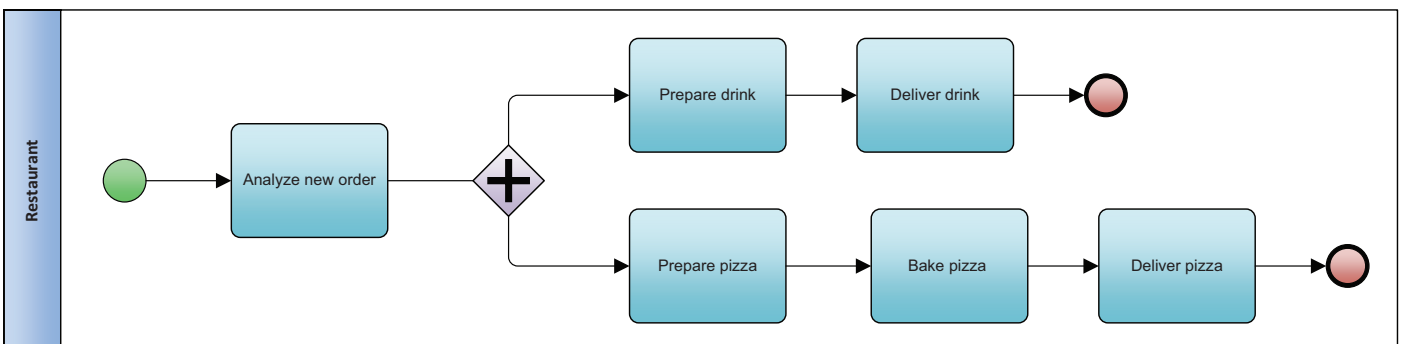 Restaurant
Analyze new order
Prepare drink
Deliver drink
Prepare pizza
Bake pizza
Deliver pizza